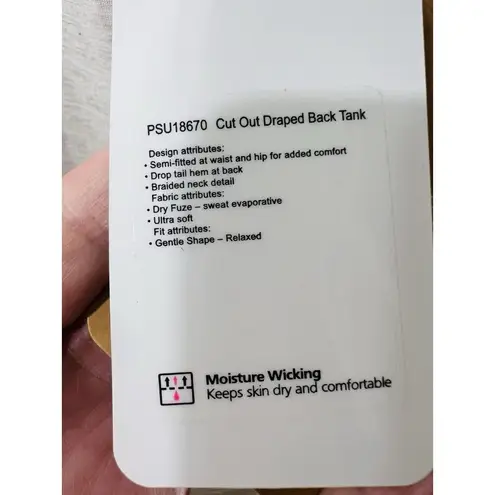 PSU18670 Cut Out Draped Back Tank
Design attributes:
• Semi-fitted at waist and hip for added comfort
• Drop tail hem at back
• Braided neck detail
Fabric attributes:
• Dry Fuze – sweat evaporative
• Ultra soft
Fit attributes:
• Gentle Shape – Relaxed
Moisture Wicking
Keeps skin dry and comfortable